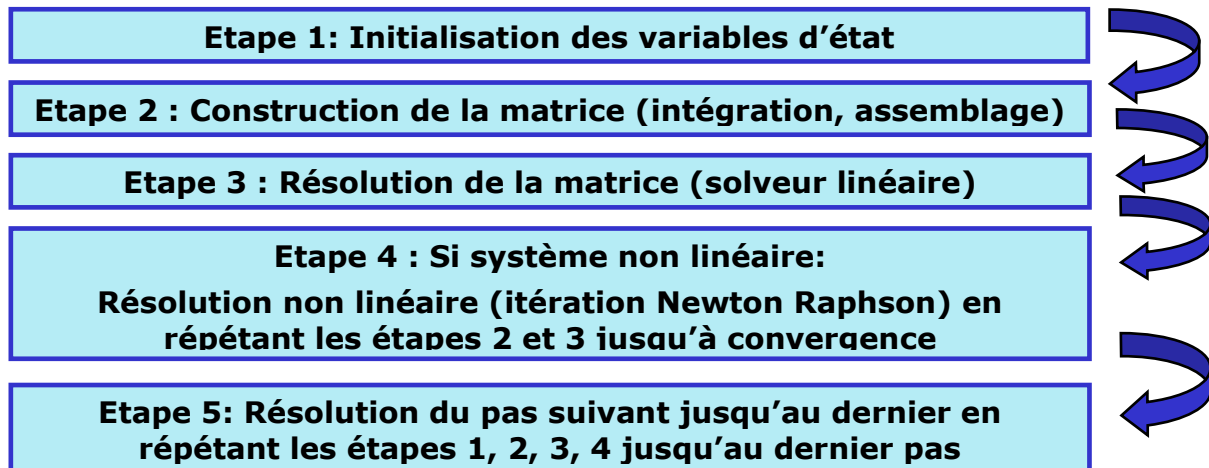 Etape 1: Initialisation des variables d’état
Etape 2 : Construction de la matrice (intégration, assemblage)
Etape 3 : Résolution de la matrice (solveur linéaire)
Etape 4 : Si système non linéaire:
Résolution non linéaire (itération Newton Raphson) en
répétant les étapes 2 et 3 jusqu’à convergence
Etape 5: Résolution du pas suivant jusqu’au dernier en
répétant les étapes 1, 2, 3, 4 jusqu’au dernier pas